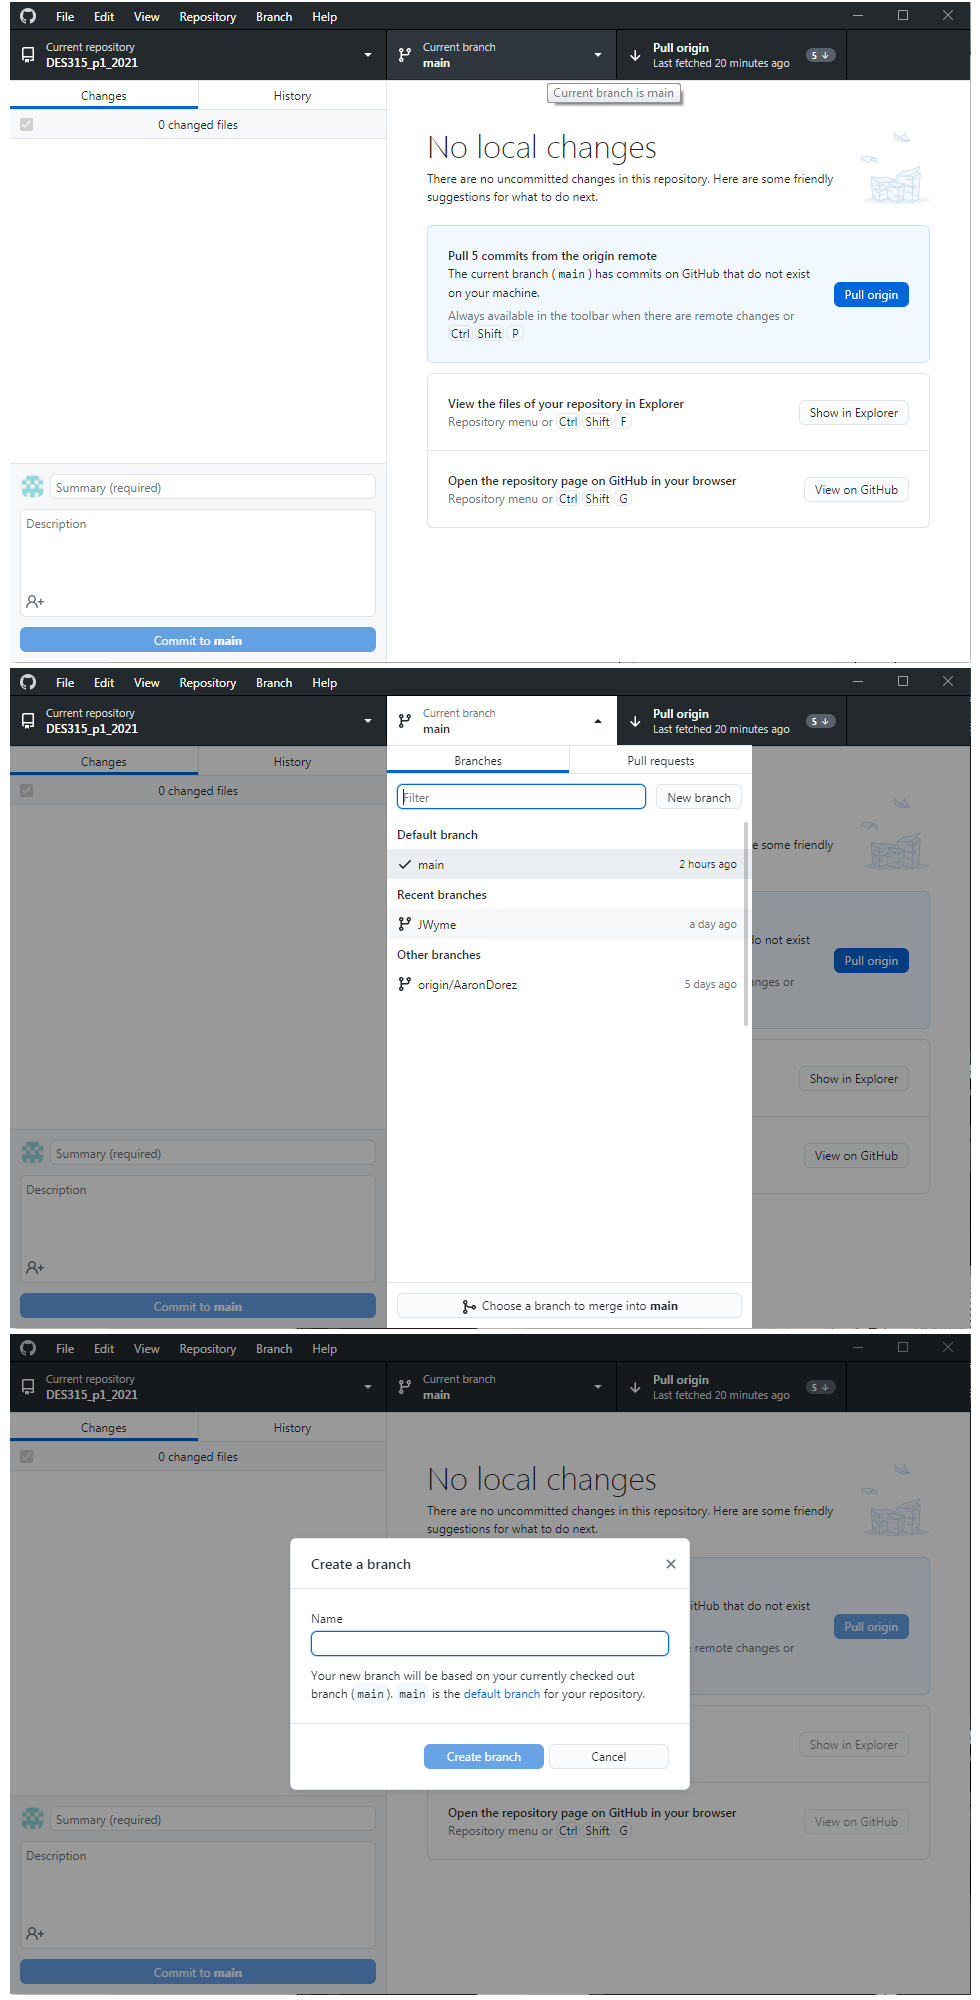 File Edit View Repository Branch Help
Current repository
DES315_p1_2021
Current branch
main
Pull origin
Last fetched 20 minutes ago
5
Current branch is main
Changes History
0 changed files
No local changes
There are no uncommitted changes in this repository. Here are some friendly
suggestions for what to do next.
Pull 5 commits from the origin remote
The current branch ( main ) has commits on GitHub that do not exist
on your machine.
Always available in the toolbar when there are remote changes or
Ctrl Shift P
Pull origin
View the files of your repository in Explorer
Repository menu or Ctrl Shift F
Show in Explorer
Open the repository page on GitHub in your browser
Repository menu or Ctrl Shift G
View on GitHub
Summary (required)
Description
Commit to main
File Edit View Repository Branch Help
Current repository
DES315_p1_2021
Current branch
main
Pull origin
Last fetched 20 minutes ago
5
Changes History
0 changed files
Branches Pull requests
Filter
New branch
Default branch
main 2 hours ago
Recent branches
JWyme a day ago
Other branches
origin/AaronDorez 5 days ago
Choose a branch to merge into main
e some friendly
do not exist
Pull origin
anges or
Show in Explorer
View on GitHub
Summary (required)
Description
Commit to main
File Edit View Repository Branch Help
Current repository
DES315_p1_2021
Current branch
main
Pull origin
Last fetched 20 minutes ago
5
Changes History
0 changed files
No local changes
There are no uncommitted changes in this repository. Here are some friendly
suggestions for what to do next.
Create a branch
Name
Your new branch will be based on your currently checked out
branch (main). main is the default branch for your repository.
Create branch Cancel
itHub that do not exist
Pull origin
remote changes or
Show in Explorer
Open the repository page on GitHub in your browser
Repository menu or Ctrl Shift G
View on GitHub
Summary (required)
Description
Commit to main